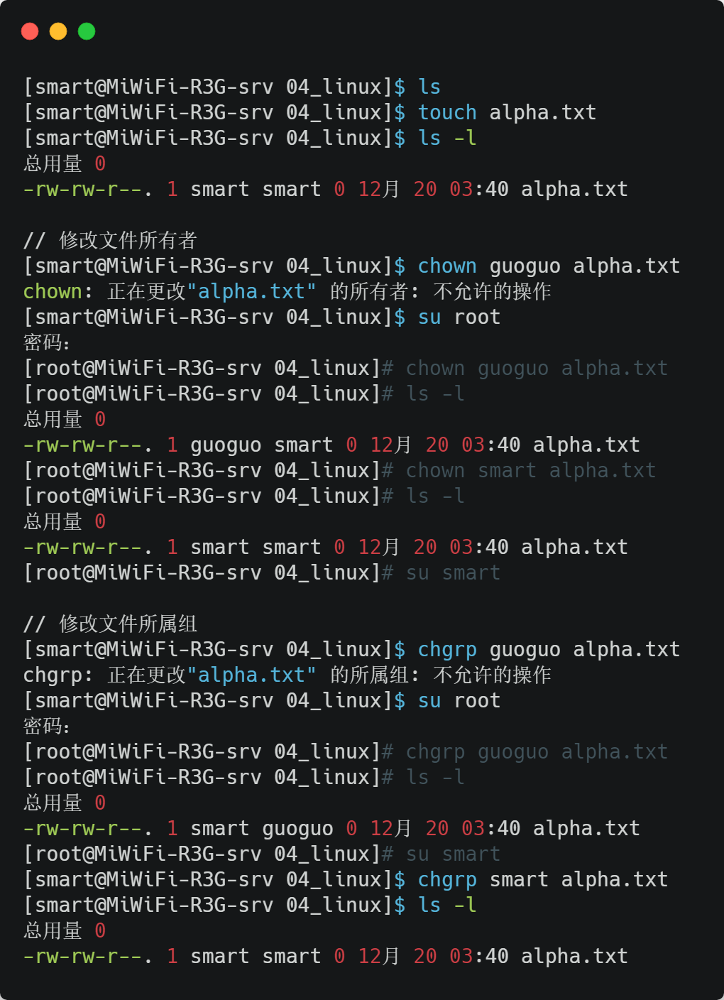 [smart@MiWiFi-R3G-srv 04_linux]$ ls
[smart@MiWiFi-R3G-srv 04_linux]$ touch alpha.txt
[smart@MiWiFi-R3G-srv 04_linux]$ ls -l
总用量 0
-rw-rw-r--. 1 smart smart 0 12月 20 03:40 alpha.txt
// 修改文件所有者
[smart@MiWiFi-R3G-srv 04_linux]$ chown guoguo alpha.txt
chown: 正在更改"alpha.txt" 的所有者: 不允许的操作
[smart@MiWiFi-R3G-srv 04_linux]$ su root
密码:
[root@MiWiFi-R3G-srv 04_linux]# chown guoguo alpha.txt
[root@MiWiFi-R3G-srv 04_linux]# ls -l
总用量 0
-rw-rw-r--. 1 guoguo smart 0 12月 20 03:40 alpha.txt
[root@MiWiFi-R3G-srv 04_linux]# chown smart alpha.txt
[root@MiWiFi-R3G-srv 04_linux]# ls -l
总用量 0
-rw-rw-r--. 1 smart smart 0 12月 20 03:40 alpha.txt
[root@MiWiFi-R3G-srv 04_linux]# su smart
// 修改文件所属组
[smart@MiWiFi-R3G-srv 04_linux]$ chgrp guoguo alpha.txt
chgrp: 正在更改"alpha.txt" 的所属组: 不允许的操作
[smart@MiWiFi-R3G-srv 04_linux]$ su root
密码:
[root@MiWiFi-R3G-srv 04_linux]# chgrp guoguo alpha.txt
[root@MiWiFi-R3G-srv 04_linux]# ls -l
总用量 0
-rw-rw-r--. 1 smart guoguo 0 12月 20 03:40 alpha.txt
[root@MiWiFi-R3G-srv 04_linux]# su smart
[smart@MiWiFi-R3G-srv 04_linux]$ chgrp smart alpha.txt
[smart@MiWiFi-R3G-srv 04_linux]$ ls -l
总用量 0
-rw-rw-r--. 1 smart smart 0 12月 20 03:40 alpha.txt